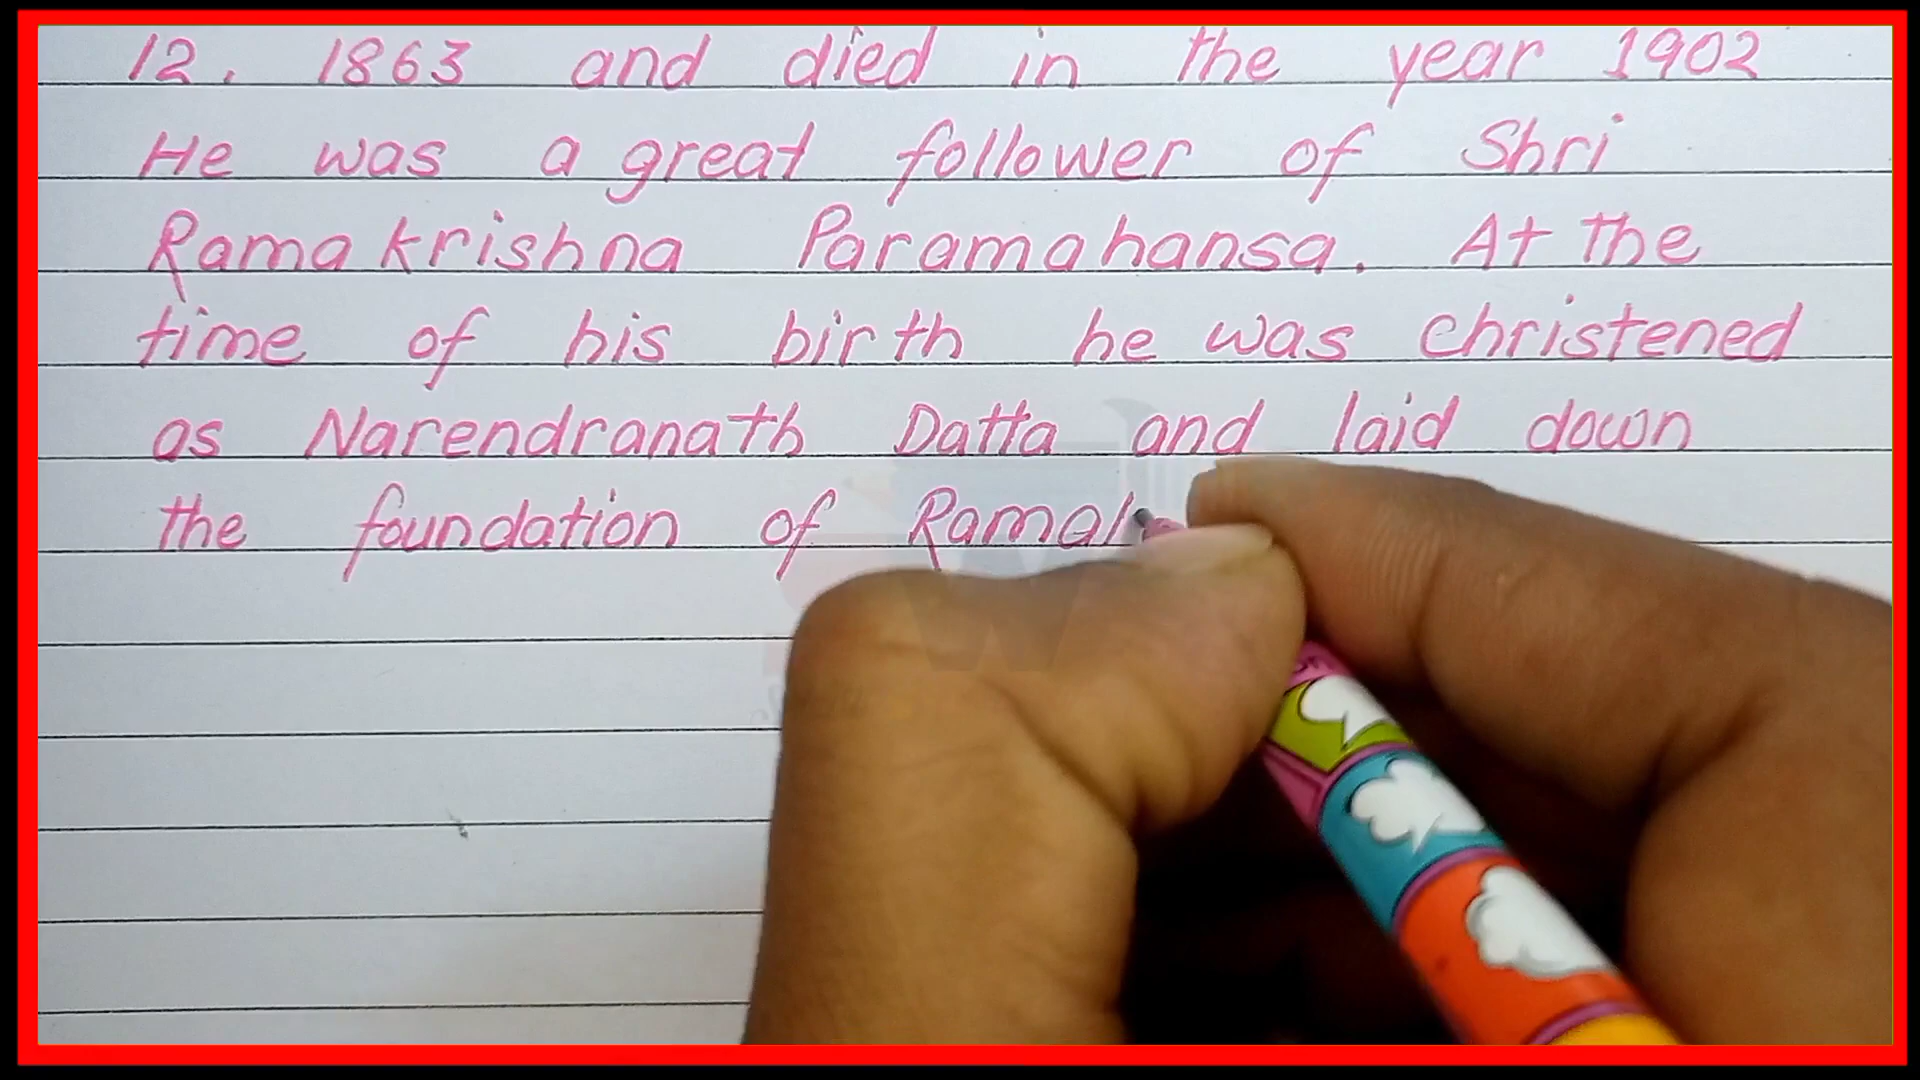 12. 1863 and died in the year 1902
He was a great follower of Shri
Ramakrishna Paramahansa. At the
time of his birth he was christened
as Narendranath Datta and laid down
the foundation of